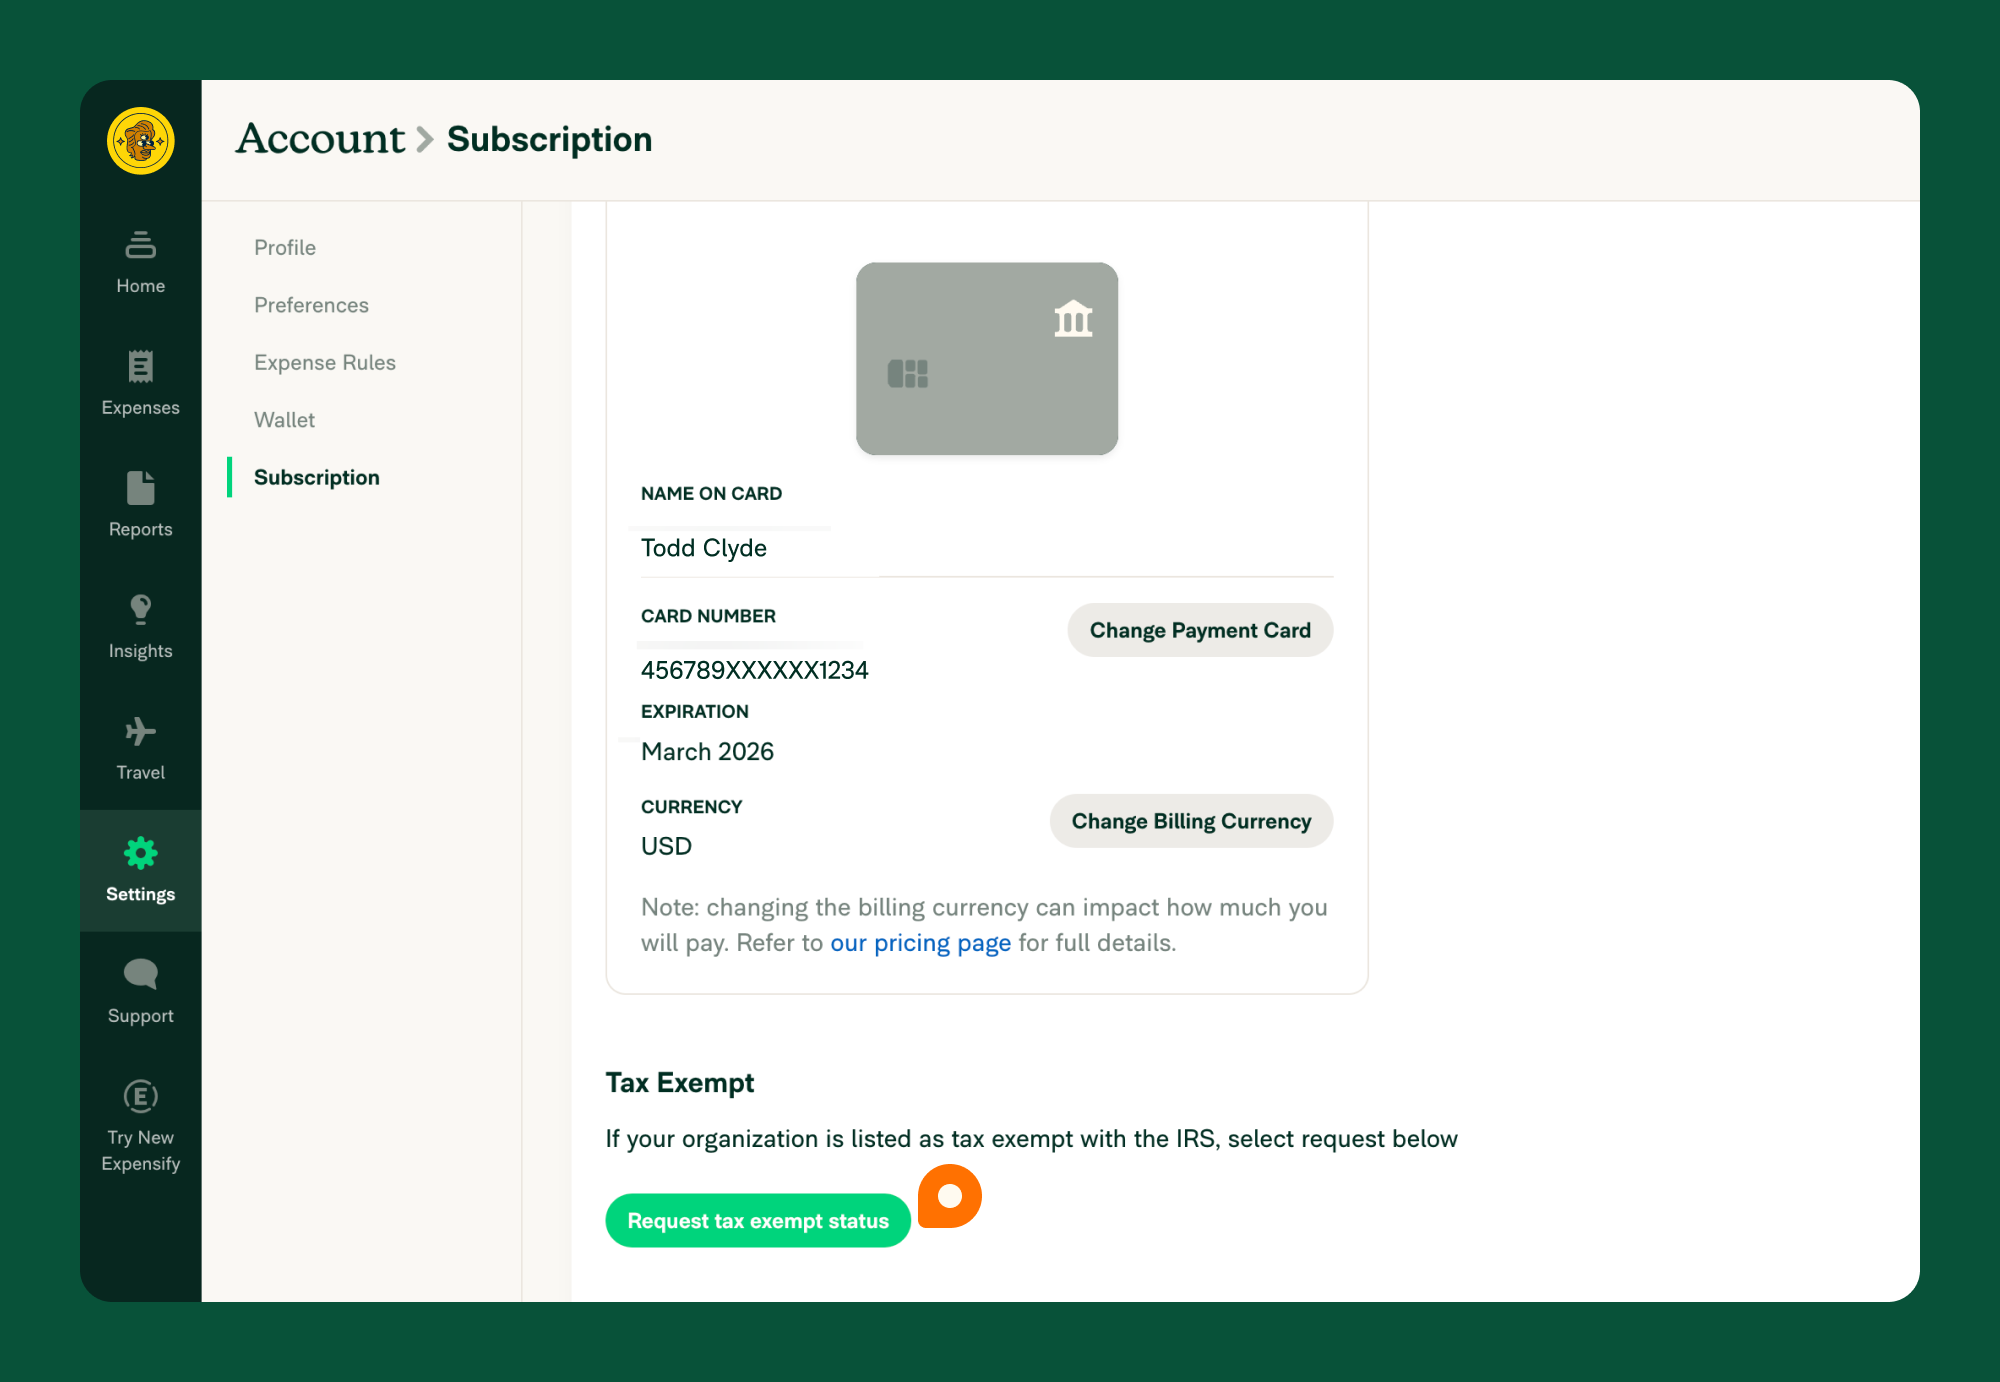 Account > Subscription
Home
Expenses
Reports
Insights
Travel
Settings
Support
Try New
Expensify
Profile
Preferences
Expense Rules
Wallet
Subscription
NAME ON CARD
Todd Clyde
CARD NUMBER
Change Payment Card
456789XXXXXX1234
EXPIRATION
March 2026
CURRENCY
Change Billing Currency
USD
Note: changing the billing currency can impact how much you
will pay. Refer to our pricing page for full details.
Tax Exempt
If your organization is listed as tax exempt with the IRS, select request below
Request tax exempt status